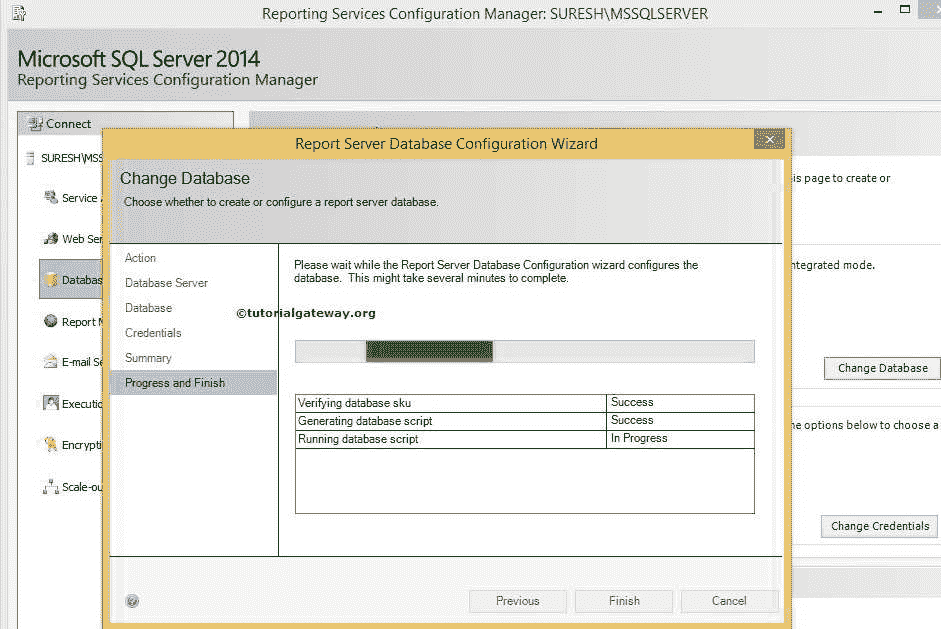 Reporting Services Configuration Manager: SURESH\MSSQLSERVER
Microsoft SQL Server 2014
Reporting Services Configuration Manager
Connect
SURESH\MSS
Service
Web Ser
Databas
Report M
E-mail Se
Executio
Encrypti
Scale-ou
Report Server Database Configuration Wizard
Change Database
Choose whether to create or configure a report server database.
Action
Database Server
Database
Credentials
Summary
Progress and Finish
Please wait while the Report Server Database Configuration wizard configures the
database. This might take several minutes to complete.
©tutorialgateway.org
Verifying database sku Success
Generating database script Success
Running database script In Progress
Previous Finish Cancel
is page to create or
ntegrated mode.
Change Database
he options below to choose a
Change Credentials